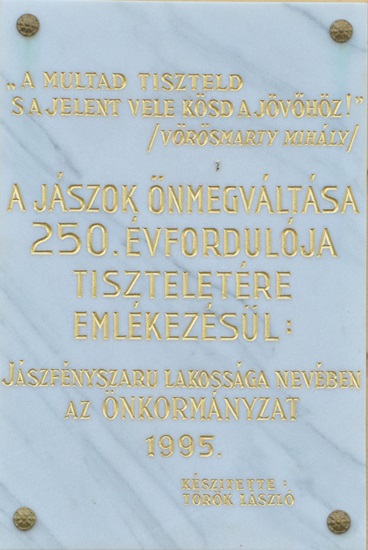 „A MULTAD TISZTELD
S A JELENT VELE KÖSD A JÖVŐHÖZ!"
/VÖRÖSMARTY MIHÁLY/
A JÁSZOK ÖNMEGVÁLTÁSA
250. ÉVFORDULÓJA
TISZTELETÉRE
EMLÉKEZÉSÜL:
JÁSZFÉNYSZARU LAKOSSÁGA NEVÉBEN
AZ ÖNKORMÁNYZAT
1995.
KÉSZITETTE:
TÖRÖK LÁSZLÓ